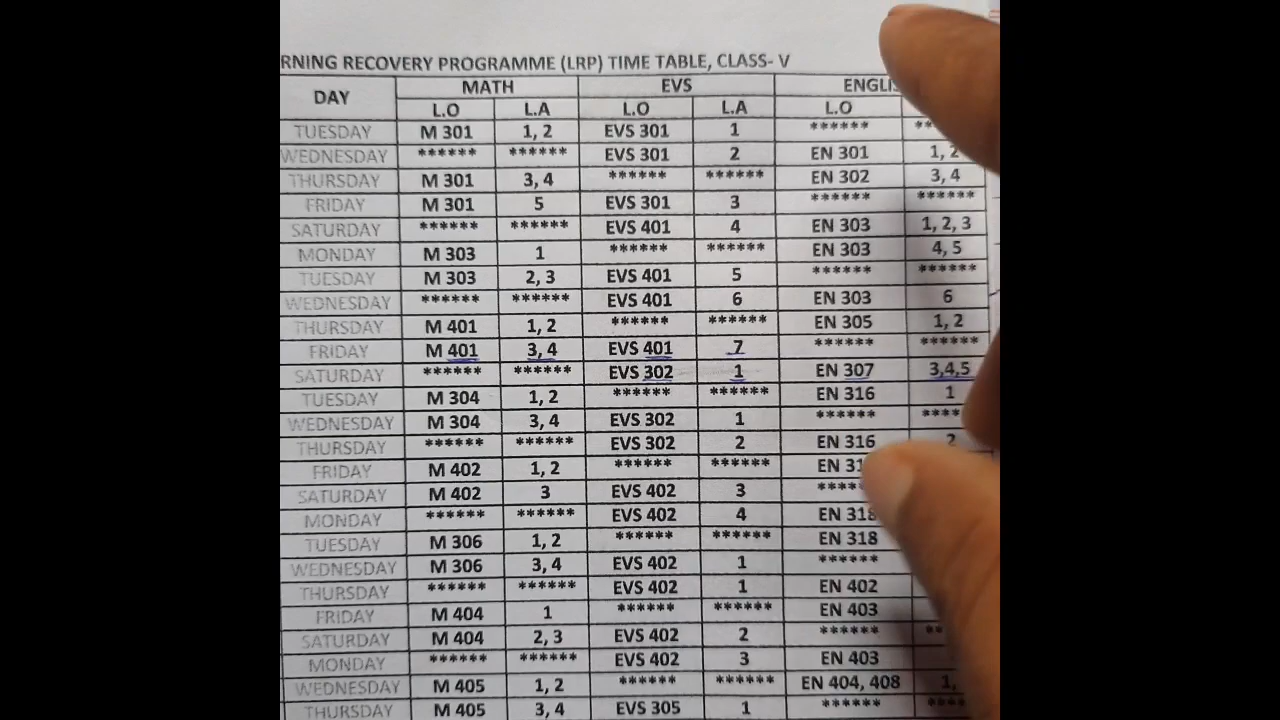 RNING RECOVERY PROGRAMME (LRP) TIME TABLE, CLASS- V
DAY MATH EVS
L.O L.A L.O L.A L.O
TUESDAY M 301 1, 2 EVS 301 1 ******
WEDNESDAY ****** ****** EVS 301 2 EN 301 1, 2
THURSDAY M 301 3, 4 ****** ****** EN 302 3, 4
FRIDAY M 301 5 EVS 301 3 ****** ******
SATURDAY ****** ****** EVS 401 4 EN 303 1, 2, 3
MONDAY M 303 1 ****** ****** EN 303 4, 5
TUESDAY M 303 2, 3 EVS 401 5 ****** ******
WEDNESDAY ****** ****** EVS 401 6 EN 303 6
THURSDAY M 401 1, 2 ****** ****** EN 305 1, 2
FRIDAY M 401 3, 4 EVS 401 7 ****** ******
SATURDAY ****** ****** EVS 302 1 EN 307 3,4,5
TUESDAY M 304 1, 2 ****** ****** EN 316 1
WEDNESDAY M 304 3, 4 EVS 302 1 ******
THURSDAY ****** ****** EVS 302 2 EN 316 2
FRIDAY M 402 1, 2 ****** ****** EN
SATURDAY M 402 3 EVS 402 3
MONDAY ****** ****** EVS 402 4 EN 318
TUESDAY M 306 1, 2 ****** ****** EN 318
WEDNESDAY M 306 3, 4 EVS 402 1 ******
THURSDAY ****** ****** EVS 402 1 EN 402
FRIDAY M 404 1 ****** ****** EN 403
SATURDAY M 404 2, 3 EVS 402 2 ******
MONDAY ****** ****** EVS 402 3 EN 403
WEDNESDAY M 405 1, 2 ****** ****** EN 404, 408 1,
THURSDAY M 405 3, 4 EVS 305 1 ******